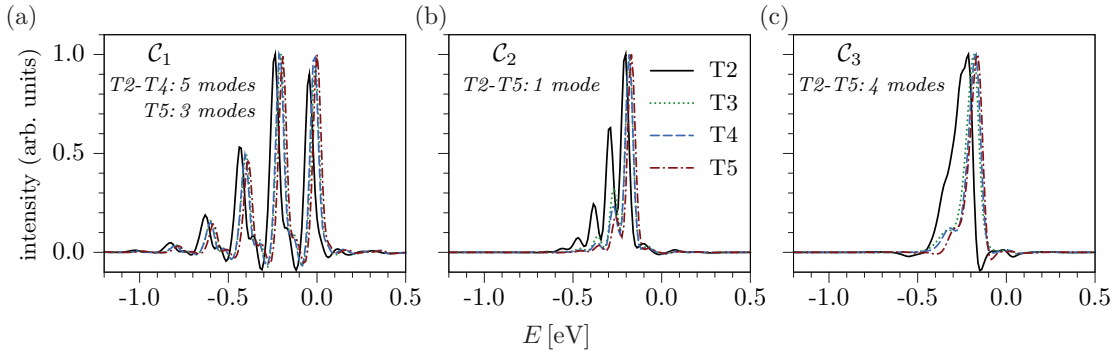 (a)
(b)
(c)
intensity (arb. units)
1.0
0.5
0.0
C₁
T2-T4: 5 modes
T5: 3 modes
C₂
T2-T5: 1 mode
T2
T3
T4
T5
C₃
T2-T5: 4 modes
-1.0 -0.5 0.0 0.5
-1.0 -0.5 0.0 0.5
-1.0 -0.5 0.0 0.5
E [eV]